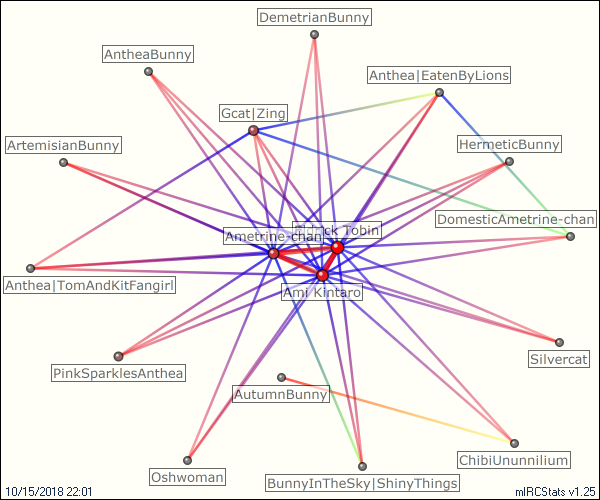 DemetrianBunny
AntheaBunny
Anthea|EatenByLions
Gcat|Zing
ArtemisianBunny
HermeticBunny
DomesticAmetrine-chan
Tobin
Ametrine-chan
Anthea|TomAndKitFangirl
Ami Kintaro
Silvercat
PinkSparklesAnthea
AutumnBunny
ChibiUnunnilium
Oshwoman
BunnyInTheSky|ShinyThings
10/15/2018 22:01
mIRCStats v1.25